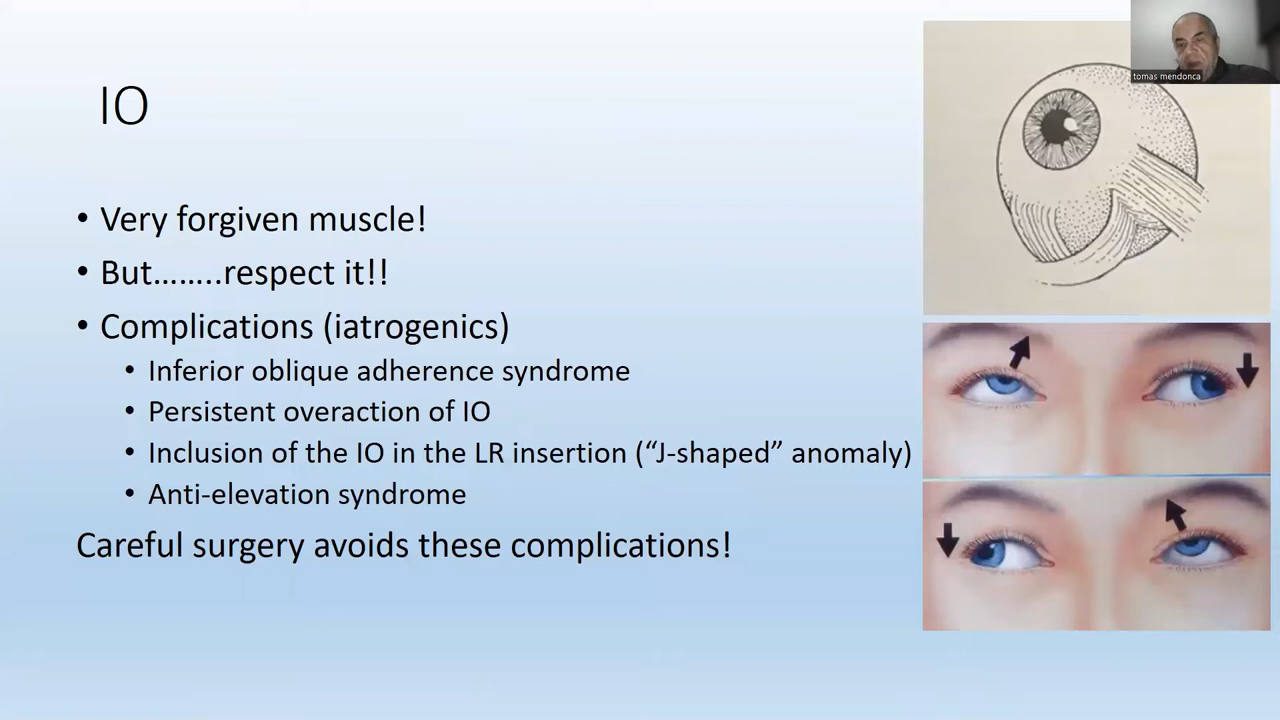 tomas mendonca
IO
• Very forgiven muscle!
• But……..respect it!!
• Complications (iatrogenics)
• Inferior oblique adherence syndrome
• Persistent overaction of IO
• Inclusion of the IO in the LR insertion (“J-shaped” anomaly)
• Anti-elevation syndrome
Careful surgery avoids these complications!